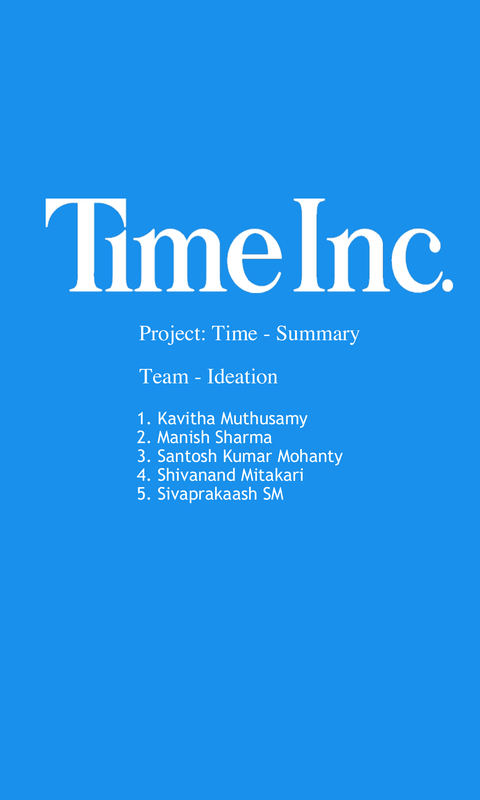 Time Inc.
Project: Time - Summary
Team - Ideation
1. Kavitha Muthusamy
2. Manish Sharma
3. Santosh Kumar Mohanty
4. Shivanand Mitakari
5. Sivaprakaash SM